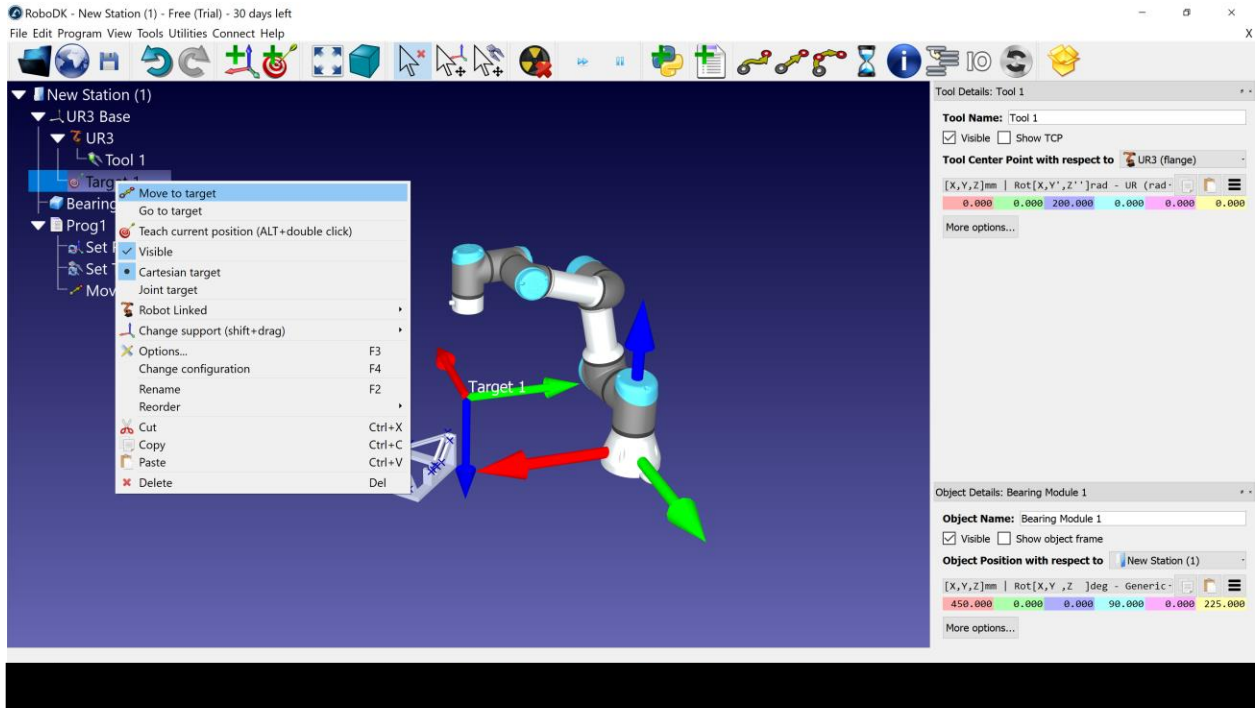 RoboDK - New Station (1) - Free (Trial) - 30 days left
File Edit Program View Tools Utilities Connect Help
X
IO
New Station (1)
UR3 Base
UR3
Tool 1
Target 1
Bearing
Prog1
Set
Set
Mov
Move to target
Go to target
Teach current position (ALT+double click)
Visible
Cartesian target
Joint target
Robot Linked
Change support (shift+drag)
Options... F3
Change configuration F4
Rename F2
Reorder
Cut Ctrl+X
Copy Ctrl+C
Paste Ctrl+V
Delete Del
Target 1
Tool Details: Tool 1
Tool Name: Tool 1
Visible Show TCP
Tool Center Point with respect to UR3 (flange)
[X,Y,Z]mm | Rot[X,Y',Z'']rad - UR (rad
0.000 0.000 200.000 0.000 0.000 0.000
More options...
Object Details: Bearing Module 1
Object Name: Bearing Module 1
Visible Show object frame
Object Position with respect to New Station (1)
[X,Y,Z]mm | Rot[X,Y ,Z ]deg - Generic
450.000 0.000 0.000 90.000 0.000 225.000
More options...